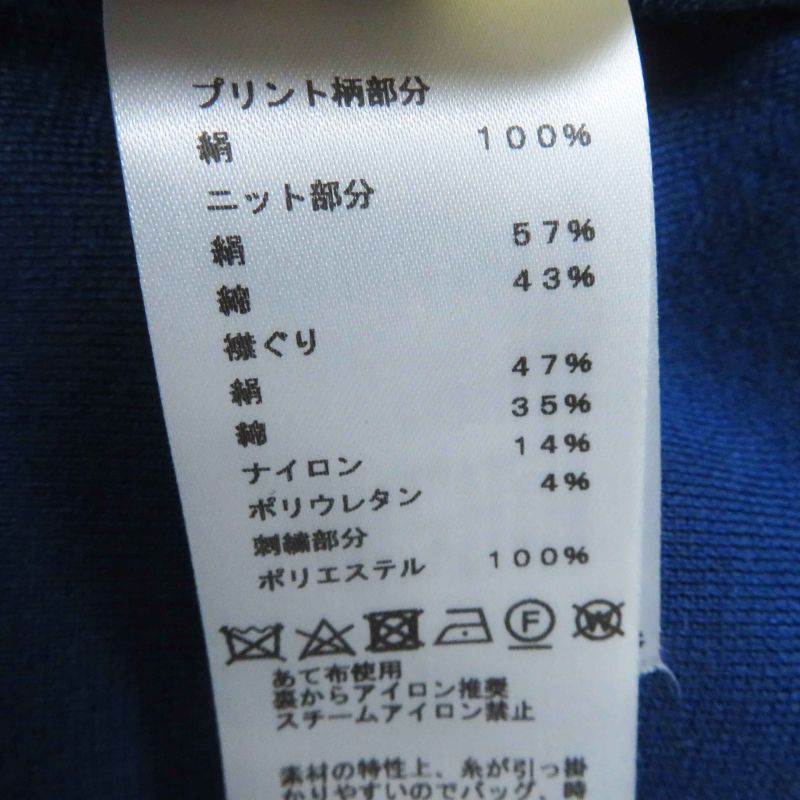 プリント柄部分
絹 100%
ニット部分
絹 57%
綿 43%
襟ぐり
絹 47%
綿 35%
ナイロン 14%
ポリウレタン 4%
刺繍部分
ポリエステル 100%
F W
あて布使用
裏からアイロン推奨
スチームアイロン禁止
素材の特性上、糸が引っ掛
かりやすいのでバッグ、時